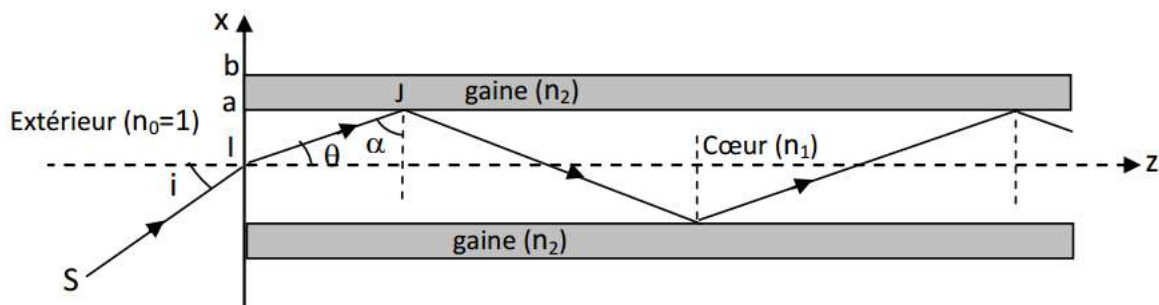 x
b
a
J
gaine (n₂)
Extérieur (n₀=1)
I
θ
α
Cœur (n₁)
z
i
gaine (n₂)
S